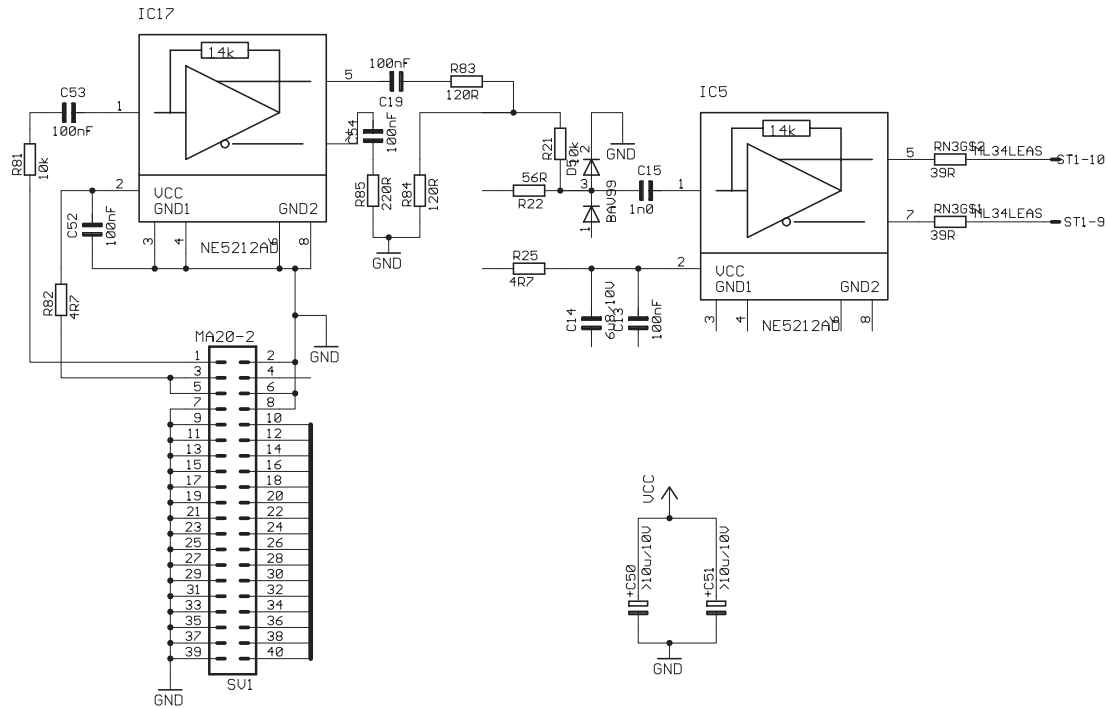 IC17
14k
C53
100nF
1
5
100nF
C19
R83
120R
R81
10k
C54
100nF
R85
220R
R84
120R
GND
2
VCC
GND1
GND2
C52
100nF
3
4
NE5212AD
6
8
R82
4R7
GND
IC5
14k
R21
10k
D5
2
GND
56R
R22
3
BAV99
1
C15
1n0
1
5
RN3G$2
ML34LEAS
39R
ST1-10
7
RN3G$1
ML34LEAS
39R
ST1-9
R25
4R7
2
VCC
GND1
GND2
C14
6u8/10V
C13
100nF
3
4
NE5212AD
6
8
MA20-2
1 2
3 4
5 6
7 8
9 10
11 12
13 14
15 16
17 18
19 20
21 22
23 24
25 26
27 28
29 30
31 32
33 34
35 36
37 38
39 40
SV1
GND
VCC
+C50
>10u/10V
+C51
>10u/10V
GND